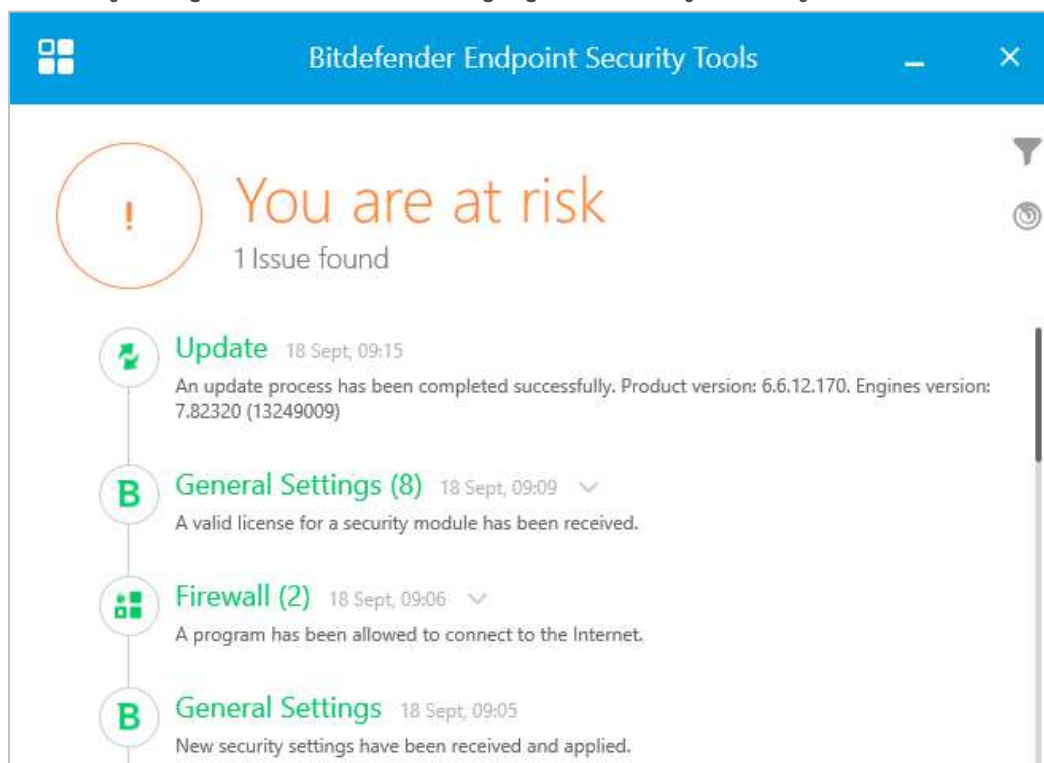 Bitdefender Endpoint Security Tools
You are at risk
1 Issue found
Update 18 Sept, 09:15
An update process has been completed successfully. Product version: 6.6.12.170. Engines version:
7.82320 (13249009)
General Settings (8) 18 Sept, 09:09
A valid license for a security module has been received.
Firewall (2) 18 Sept, 09:06
A program has been allowed to connect to the Internet.
General Settings 18 Sept, 09:05
New security settings have been received and applied.